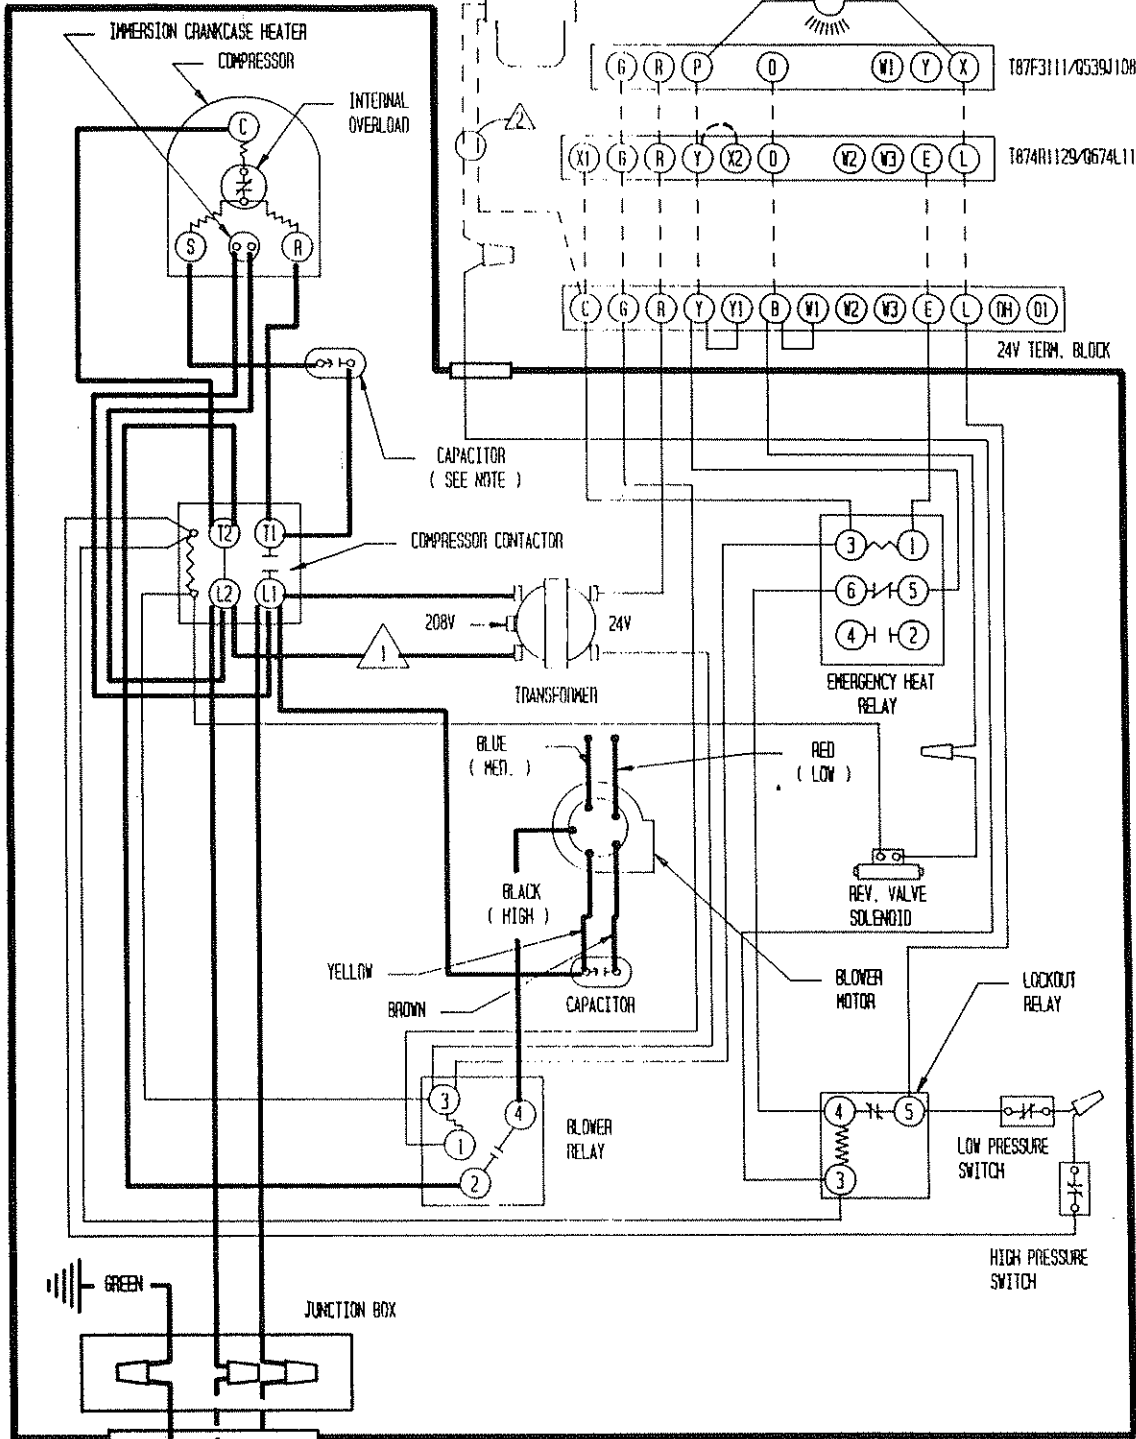 IMMERSION CRANKCASE HEATER
COMPRESSOR
INTERNAL
OVERLOAD
C
S
R
2
G R P O W1 Y X
T87F3111/Q539J108
X1 G R Y X2 O W2 W3 E L
T874R1129/Q674L11
C G R Y Y1 B W1 W2 W3 E L DH O1
24V TERM. BLOCK
CAPACITOR
( SEE NOTE )
T2 T1
L2 L1
COMPRESSOR CONTACTOR
208V
24V
1
TRANSFORMER
3 1
6 5
4 2
EMERGENCY HEAT
RELAY
BLUE
( MED. )
RED
( LOW )
BLACK
( HIGH )
REV. VALVE
SOLENOID
YELLOW
BROWN
CAPACITOR
BLOWER
MOTOR
LOCKOUT
RELAY
3
1
4
2
BLOWER
RELAY
4 5
3
LOW PRESSURE
SWITCH
HIGH PRESSURE
SWITCH
GREEN
JUNCTION BOX